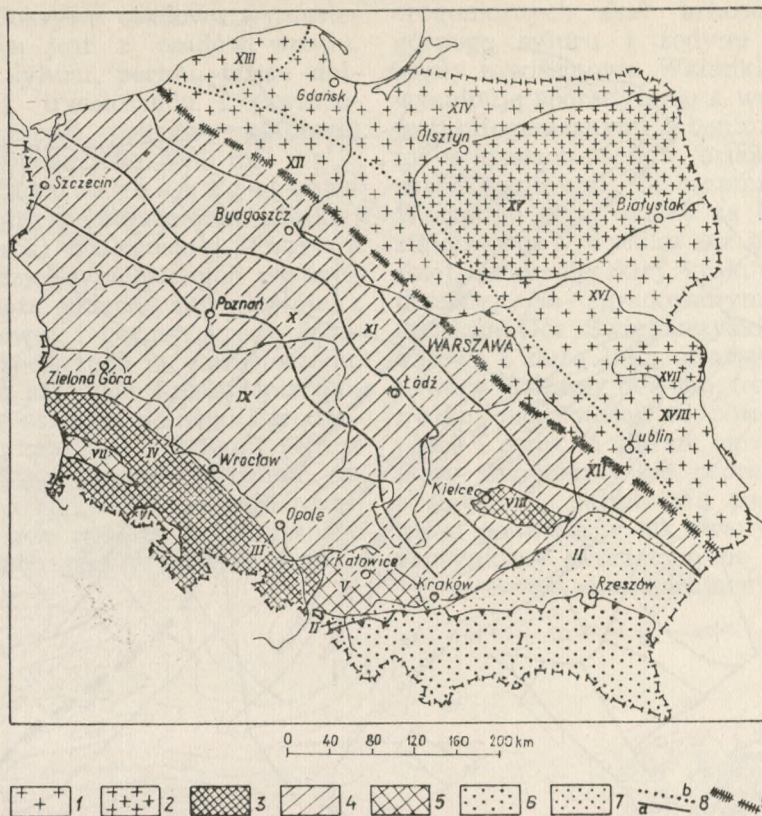 XIII
Gdańsk
XIV
Olsztyn
XII
Szczecin
XV
Białystok
Bydgoszcz
XVI
Poznań
X
XI
WARSZAWA
Zielona Góra
XVII
IX
Łódź
XVIII
IV
VII
Lublin
Wrocław
XII
Kielce
VIII
VI
Opole
II
III
Katowice
V
Kraków
Rzeszów
II
I
0 40 80 120 160 200 km
1 2 3 4 5 6 7 a b 8